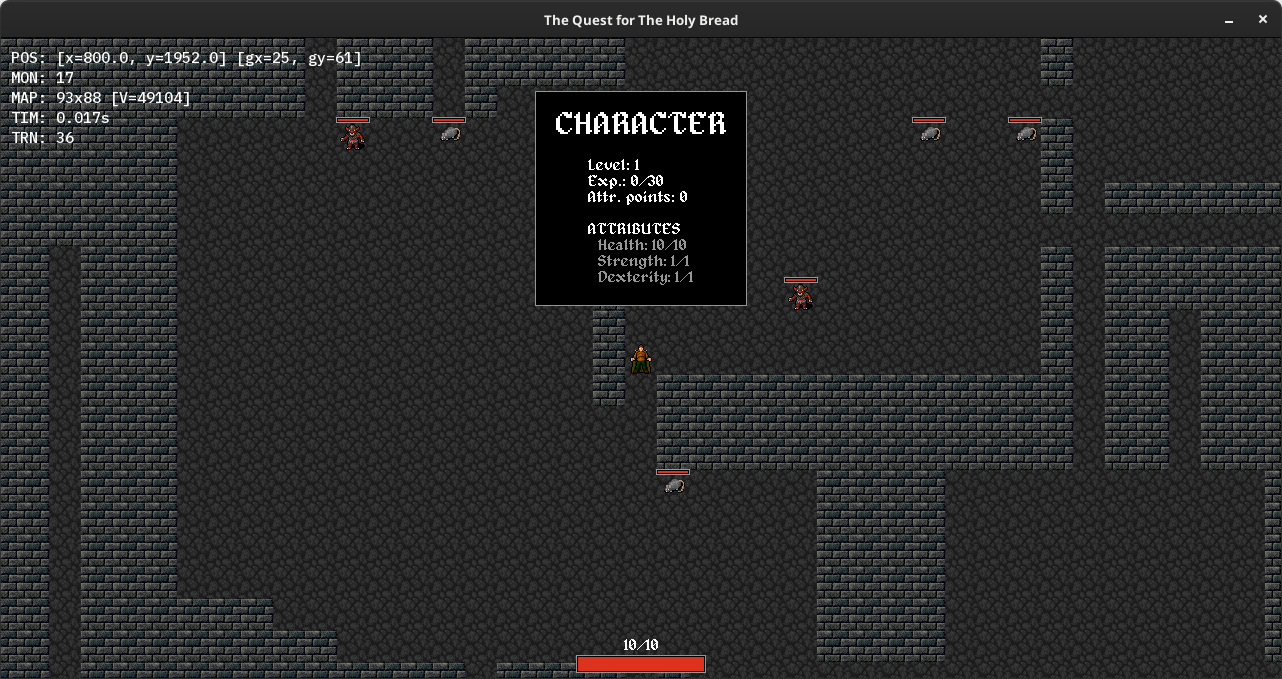 The Quest for The Holy Bread
POS: [x=800.0, y=1952.0] [gx=25, gy=61]
MON: 17
MAP: 93x88 [V=49104]
TIM: 0.017s
TRN: 36
CHARACTER
Level: 1
Exp.: 0/30
Attr. points: 0
ATTRIBUTES
Health: 10/10
Strength: 1/1
Dexterity: 1/1
10/10